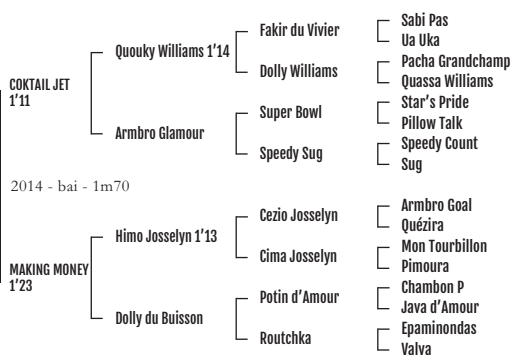 Sabi Pas
Fakir du Vivier
Ua Uka
Quouky Williams 1’14
Pacha Grandchamp
Dolly Williams
Quassa Williams
COKTAIL JET
1’11
Star’s Pride
Super Bowl
Pillow Talk
Armbro Glamour
Speedy Count
Speedy Sug
Sug
2014 - bai - 1m70
Armbro Goal
Cezio Josselyn
Quézira
Himo Josselyn 1’13
Mon Tourbillon
Cima Josselyn
Pimoura
MAKING MONEY
1’23
Chambon P
Potin d’Amour
Java d’Amour
Dolly du Buisson
Epaminondas
Routchka
Valya